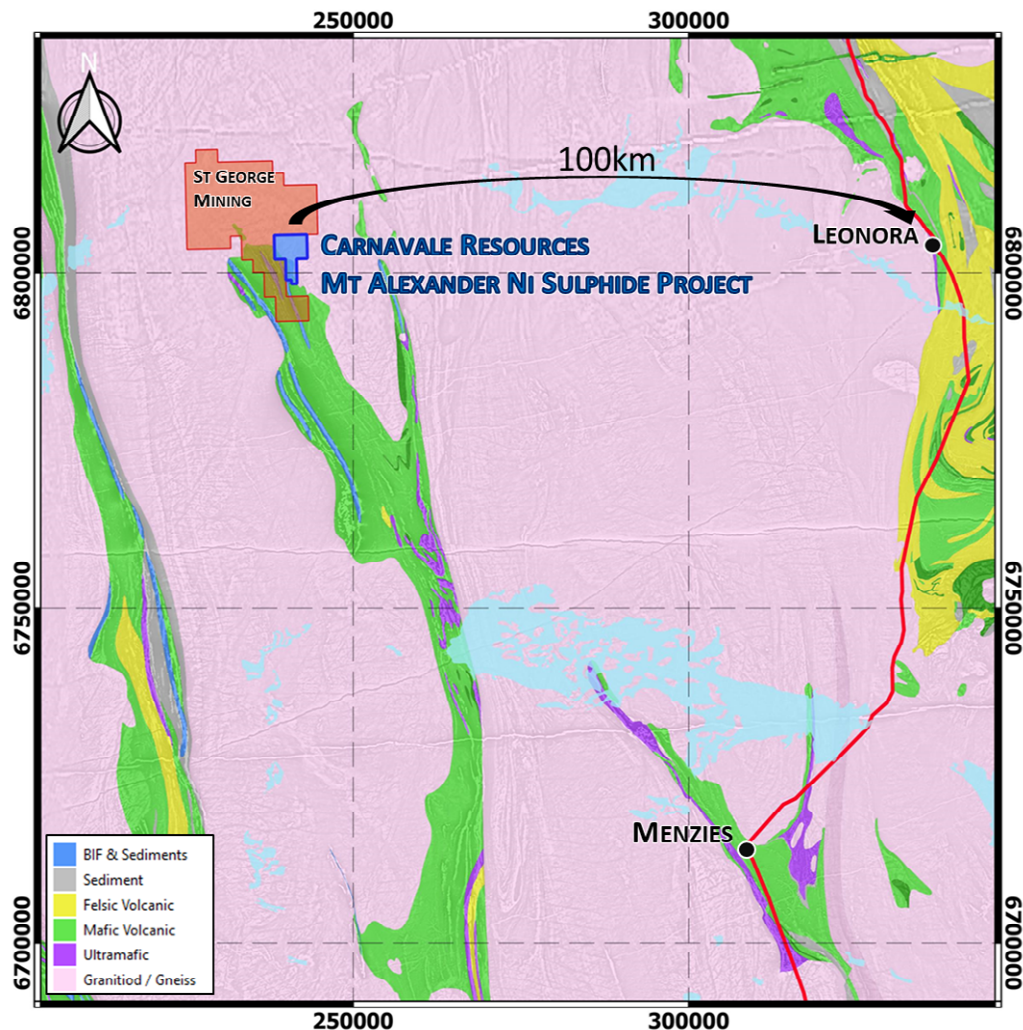 250000
300000
N
ST GEORGE
MINING
100km
LEONORA
CARNAVALE RESOURCES
MT ALEXANDER NI SULPHIDE PROJECT
6800000
6800000
6750000
6750000
MENZIES
BIF & Sediments
Sediment
Felsic Volcanic
Mafic Volcanic
Ultramafic
Granitiod / Gneiss
6700000
6700000
250000
300000